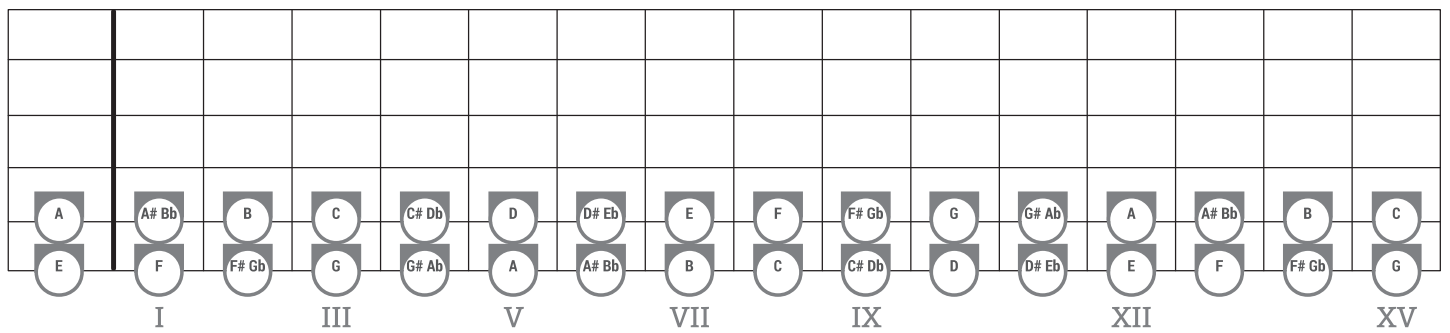 A A# Bb B C C# Db D D# Eb E F F# Gb G G# Ab A A# Bb B C
E F F# Gb G G# Ab A A# Bb B C C# Db D D# Eb E F F# Gb G
I III V VII IX XII XV